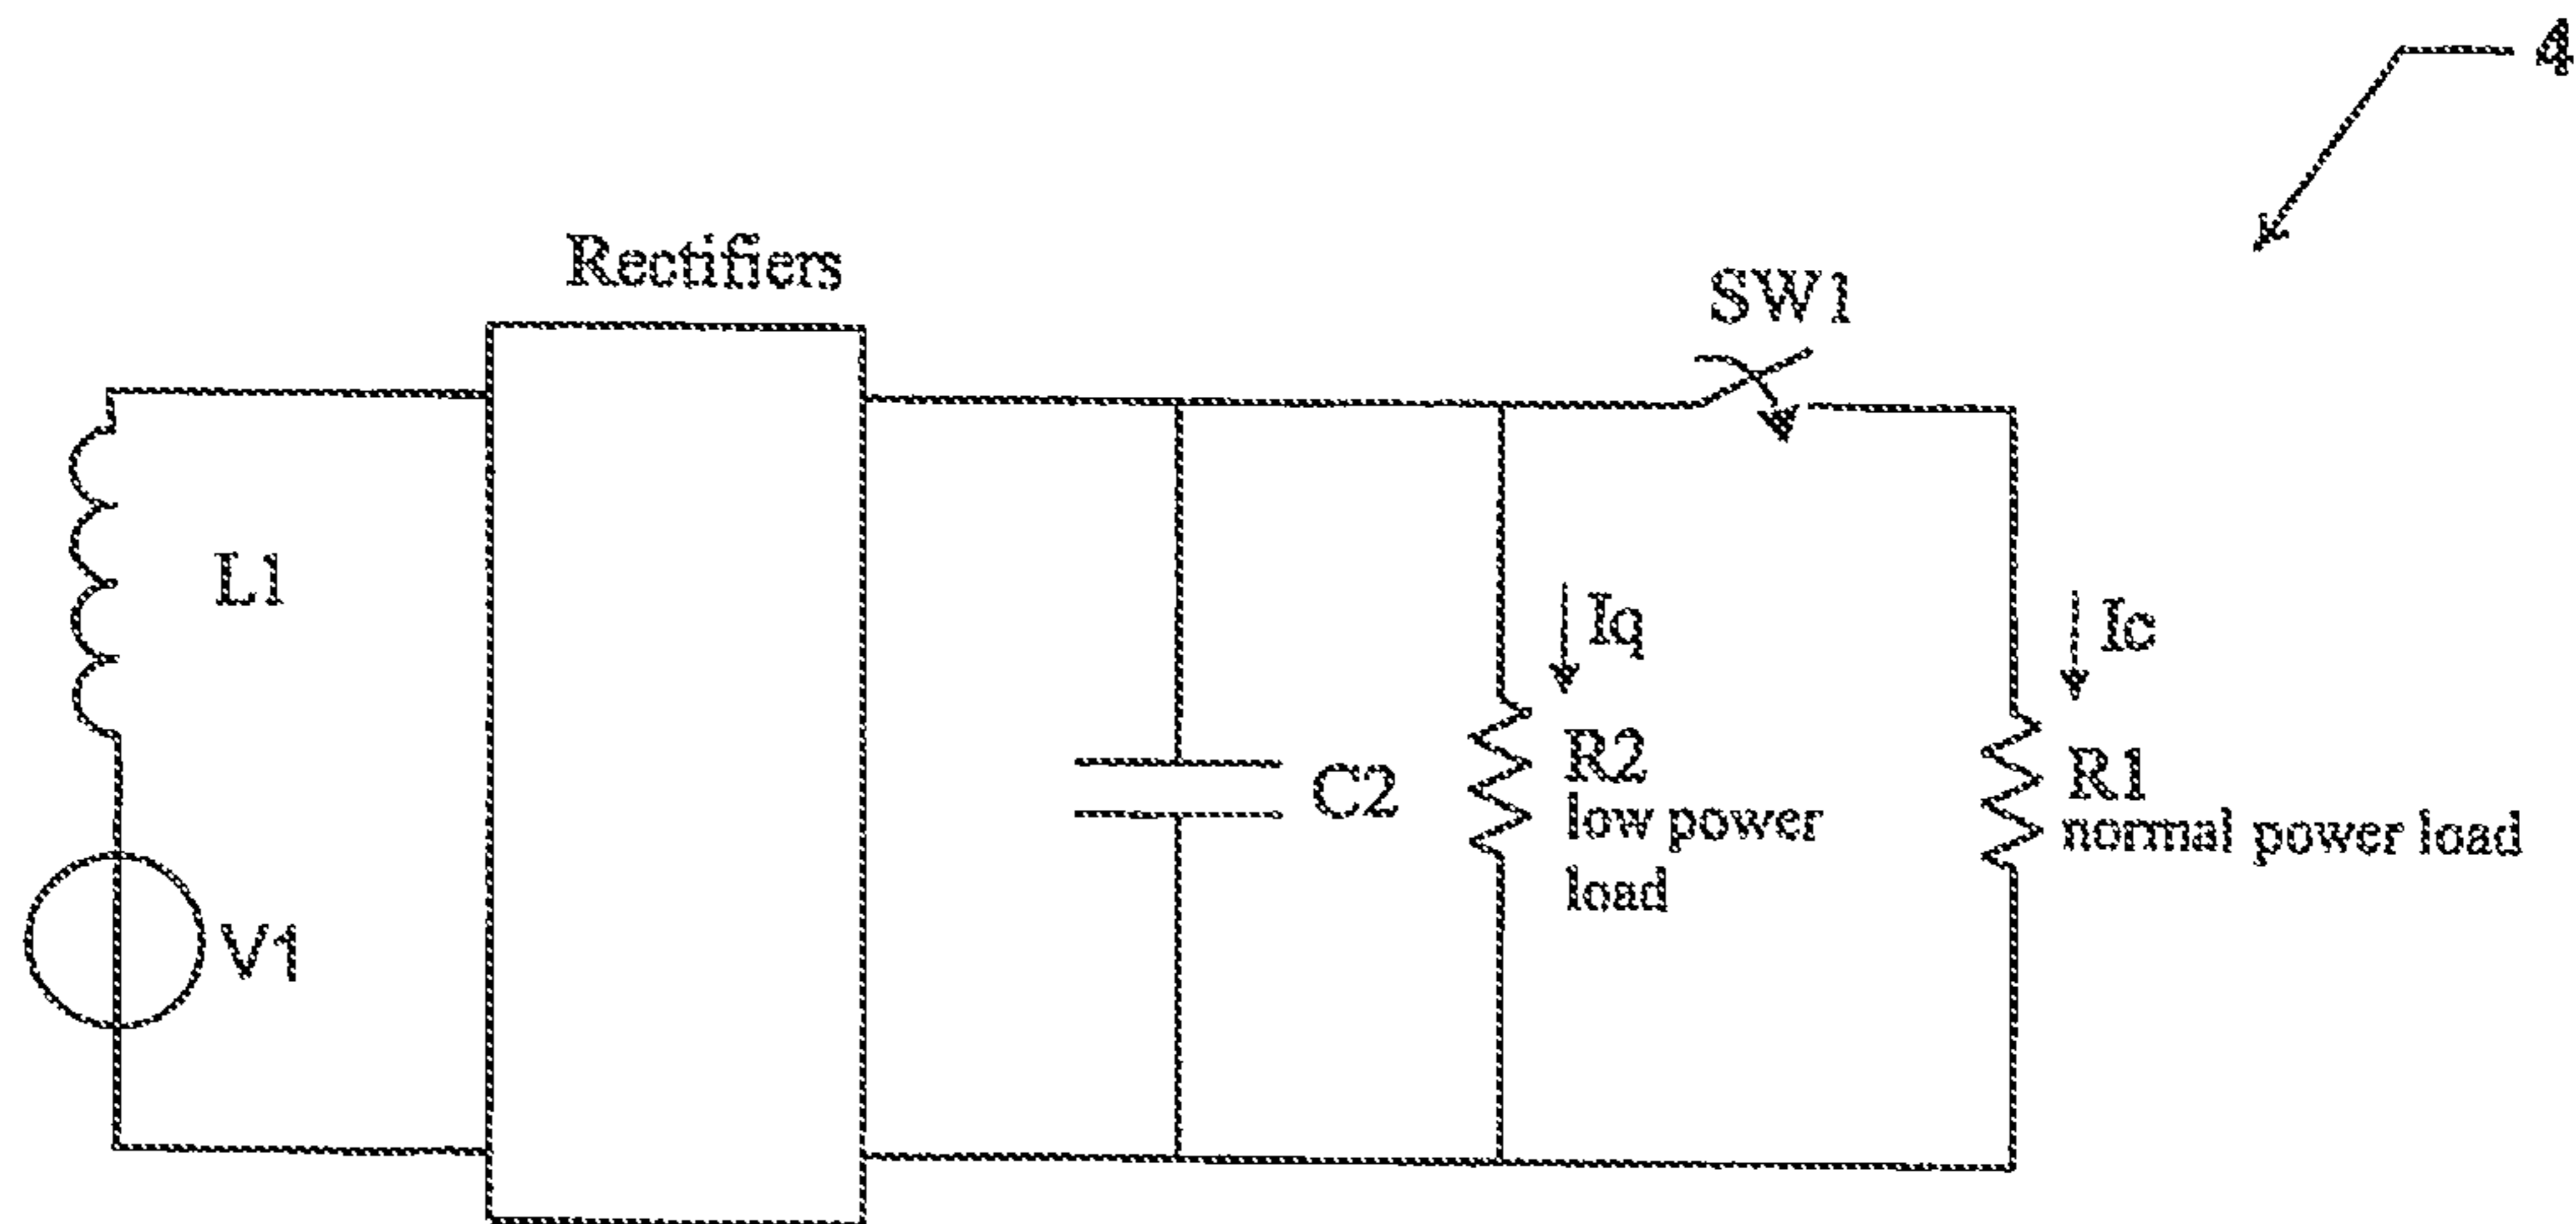 4
Rectifiers
SW1
L1
Iq
Ic
R2
low power
load
R1
normal power load
C2
V1